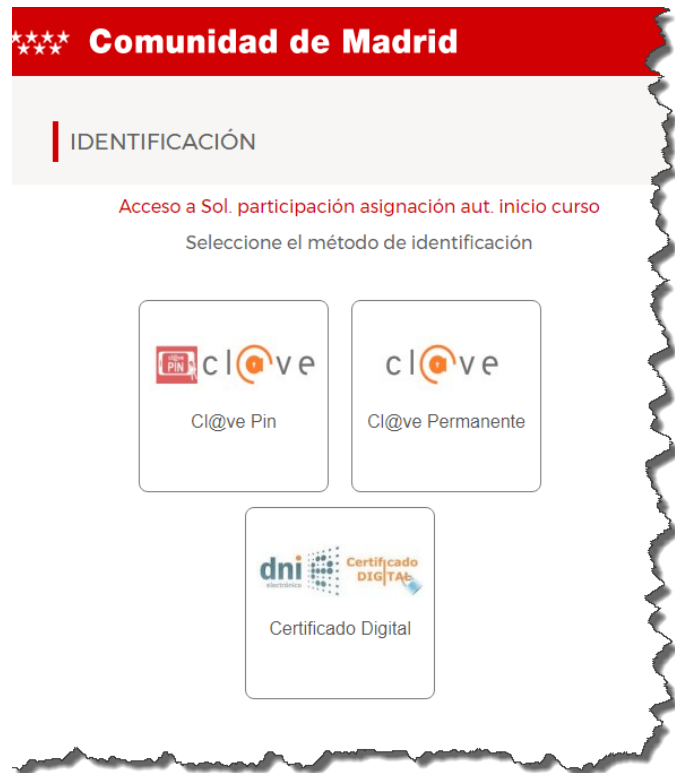 Comunidad de Madrid
IDENTIFICACIÓN
Acceso a Sol. participación asignación aut. inicio curso
Seleccione el método de identificación
PIN cl@ve
cl@ve
Cl@ve Pin
Cl@ve Permanente
dni electrónico
Certificado DIGITAL
Certificado Digital